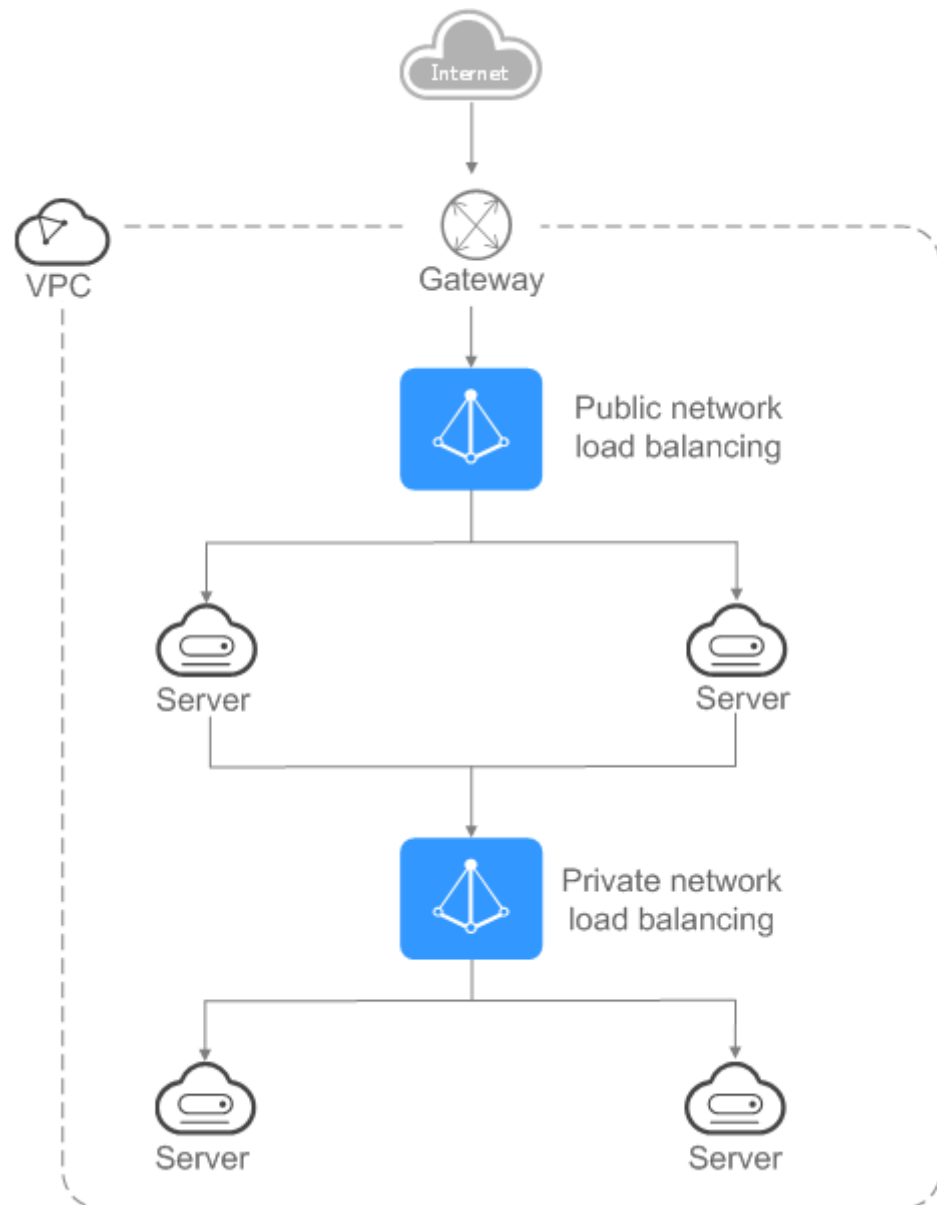 Internet
VPC
Gateway
Public network
load balancing
Server
Server
Private network
load balancing
Server
Server